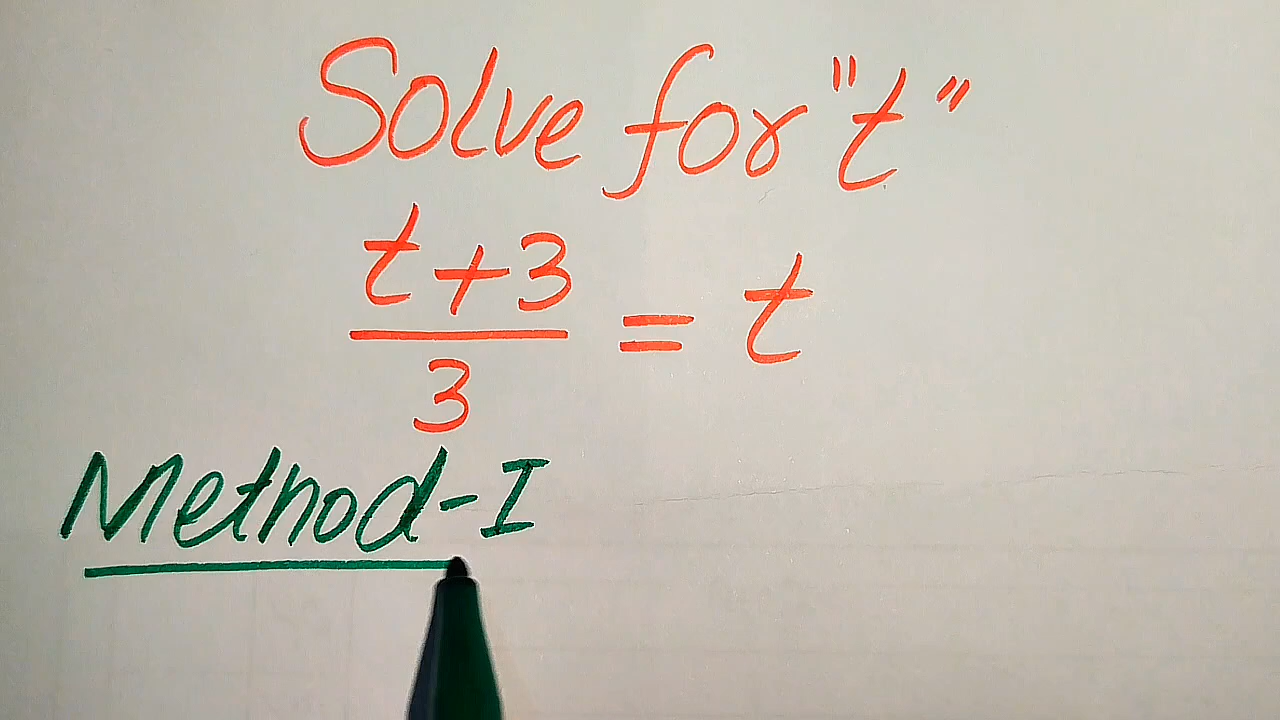 Solve for "t"
t+3
3
= t
Method-I